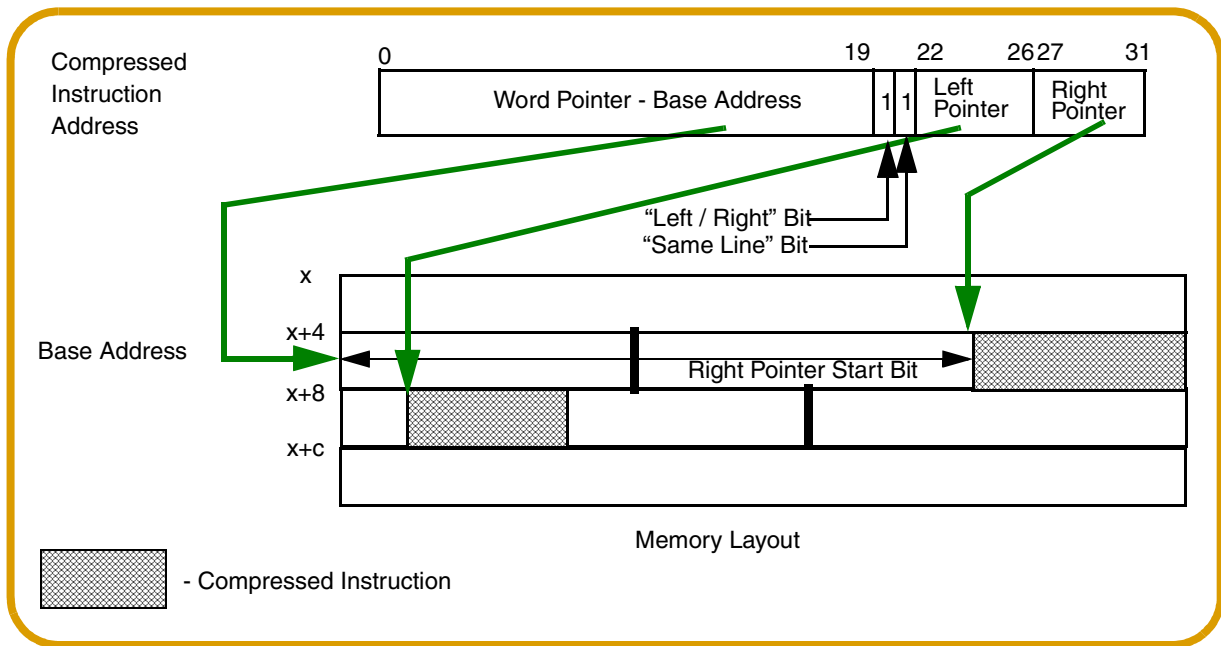 0 19 22 26 27 31
Compressed
Instruction
Address
Word Pointer - Base Address
1 1
Left
Pointer
Right
Pointer
“Left / Right” Bit
“Same Line” Bit
x
x+4
Base Address
Right Pointer Start Bit
x+8
x+c
Memory Layout
- Compressed Instruction